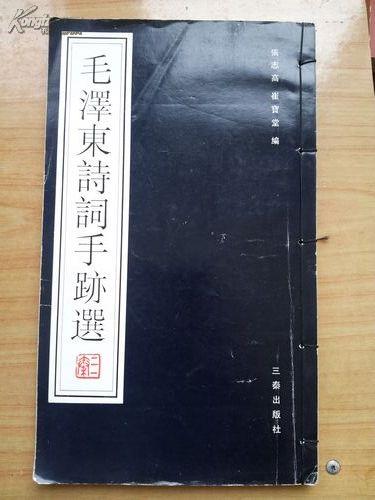 張志高 崔寶堂 編
毛澤東詩詞手跡選
三秦出版社